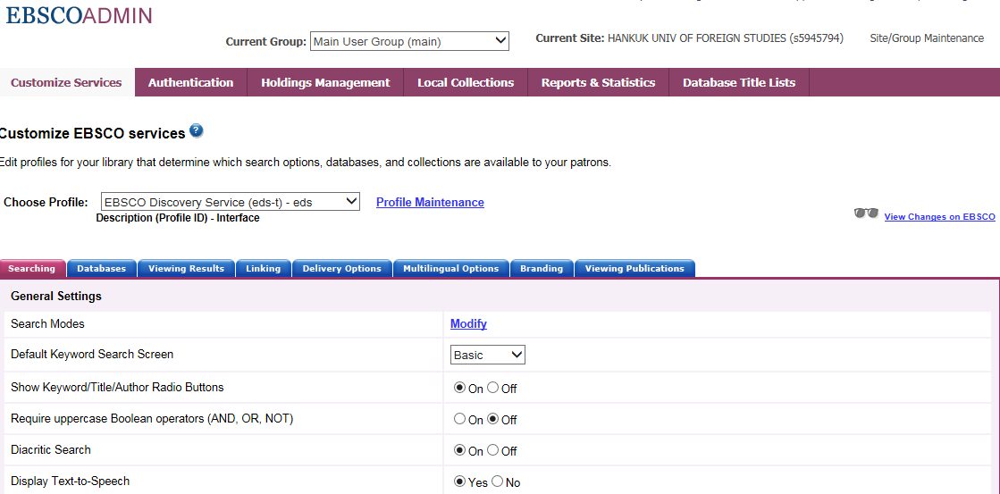 EBSCOADMIN
Current Group: Main User Group (main) Current Site: HANKUK UNIV OF FOREIGN STUDIES (s5945794) Site/Group Maintenance
Customize Services Authentication Holdings Management Local Collections Reports & Statistics Database Title Lists
Customize EBSCO services ?
Edit profiles for your library that determine which search options, databases, and collections are available to your patrons.
Choose Profile: EBSCO Discovery Service (eds-t) - eds Profile Maintenance
Description (Profile ID) - Interface
View Changes on EBSCO
Searching Databases Viewing Results Linking Delivery Options Multilingual Options Branding Viewing Publications
General Settings
Search Modes Modify
Default Keyword Search Screen Basic
Show Keyword/Title/Author Radio Buttons On Off
Require uppercase Boolean operators (AND, OR, NOT) On Off
Diacritic Search On Off
Display Text-to-Speech Yes No